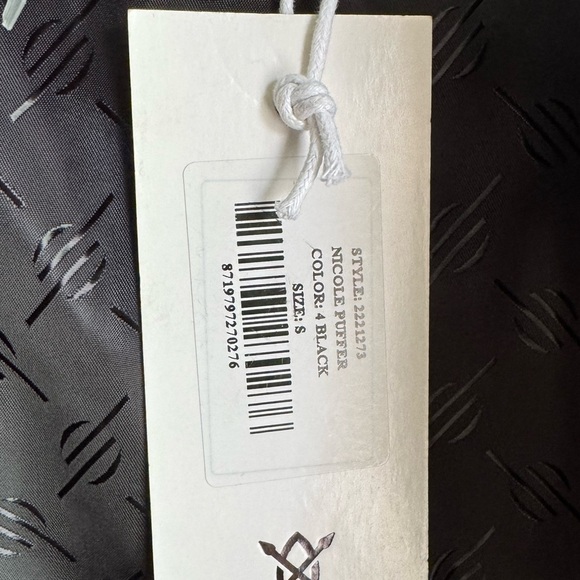 STYLE: 2221273
NICOLE PUFFER
COLOR: 4 BLACK
SIZE: S
8719797270276